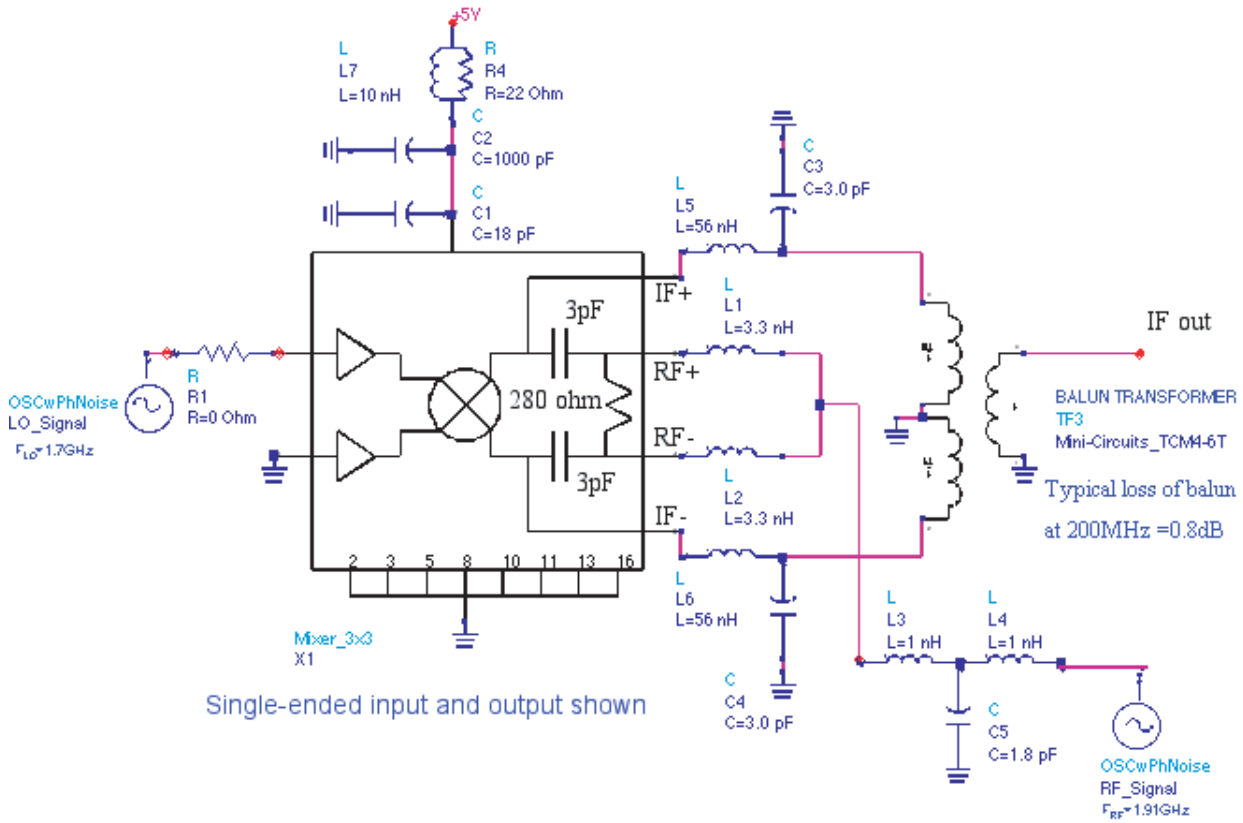 +5V
L
L7
L=10 nH
R
R4
R=22 Ohm
C
C2
C=1000 pF
C
C1
C=18 pF
C
C3
C=3.0 pF
L
L5
L=56 nH
IF+
3pF
L
L1
L=3.3 nH
RF+
280 ohm
RF-
3pF
L2
L=3.3 nH
IF-
L
L6
L=56 nH
C
C4
C=3.0 pF
R
R1
R=0 Ohm
OSCwPhNoise
LO_Signal
FLO=1.7GHz
2 3 5 8 10 11 13 16
Mixer_3x3
X1
Single-ended input and output shown
IF out
BALUN TRANSFORMER
TF3
Mini-Circuits_TCM4-6T
Typical loss of balun
at 200MHz =0.8dB
L
L3
L=1 nH
L
L4
L=1 nH
C
C5
C=1.8 pF
OSCwPhNoise
RF_Signal
FRF=1.91GHz